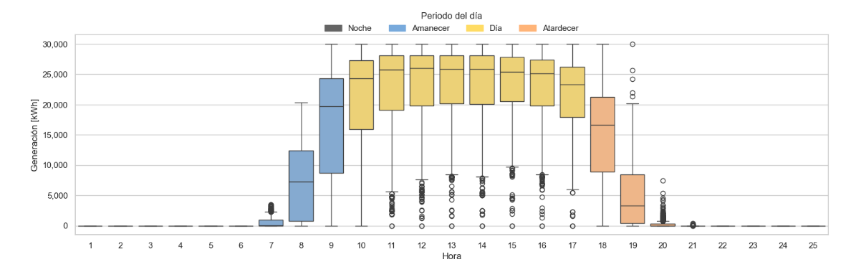 Periodo del día
Noche Amanecer Día Atardecer
30,000
25,000
20,000
15,000
10,000
5,000
0
Generación [kWh]
1 2 3 4 5 6 7 8 9 10 11 12 13 14 15 16 17 18 19 20 21 22 23 24 25
Hora